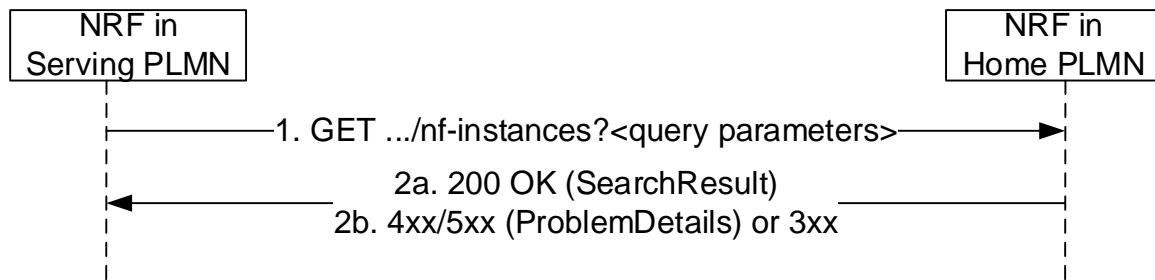 NRF in
Serving PLMN
NRF in
Home PLMN
1. GET .../nf-instances?<query parameters>
2a. 200 OK (SearchResult)
2b. 4xx/5xx (ProblemDetails) or 3xx